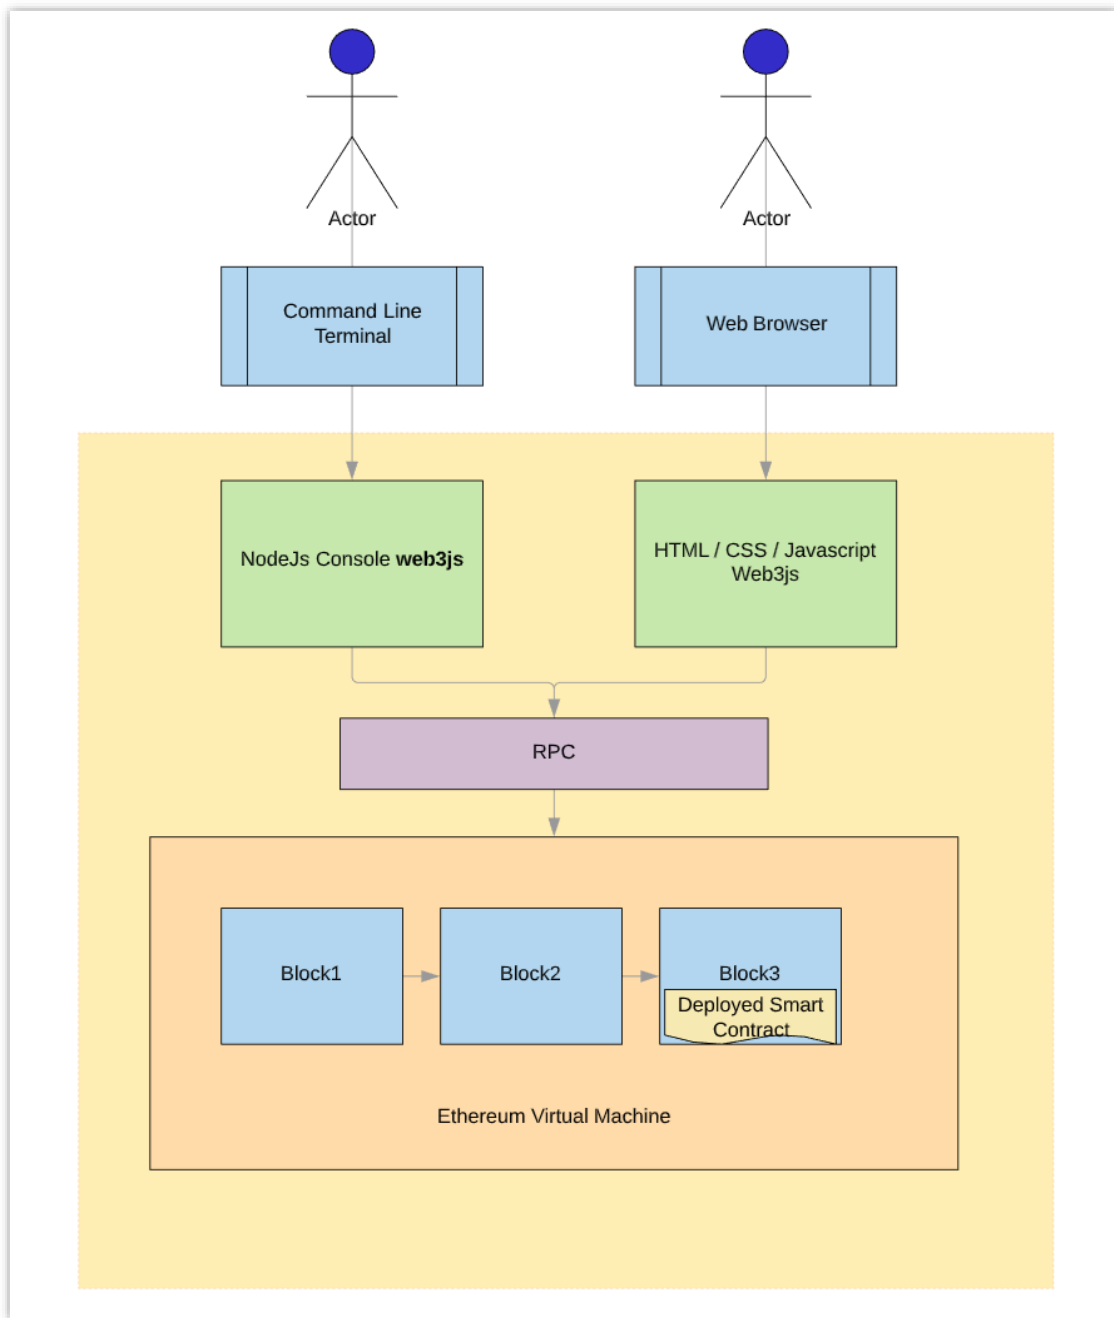 Actor
Actor
Command Line
Terminal
Web Browser
NodeJs Console web3js
HTML / CSS / Javascript
Web3js
RPC
Block1
Block2
Block3
Deployed Smart
Contract
Ethereum Virtual Machine